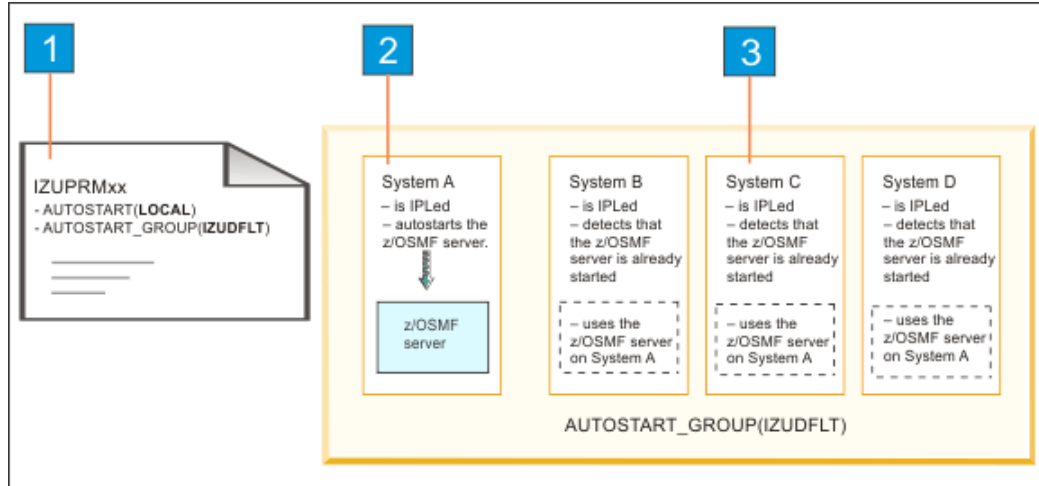 1
2
3
IZUPRMxx
- AUTOSTART(LOCAL)
- AUTOSTART_GROUP(IZUDFLT)
System A
– is IPLed
– autostarts the
z/OSMF server.
z/OSMF
server
System B
– is IPLed
– detects that
the z/OSMF
server is already
started
– uses the
z/OSMF server
on System A
System C
– is IPLed
– detects that
the z/OSMF
server is already
started
– uses the
z/OSMF server
on System A
System D
– is IPLed
– detects that
the z/OSMF
server is already
started
– uses the
z/OSMF server
on System A
AUTOSTART_GROUP(IZUDFLT)